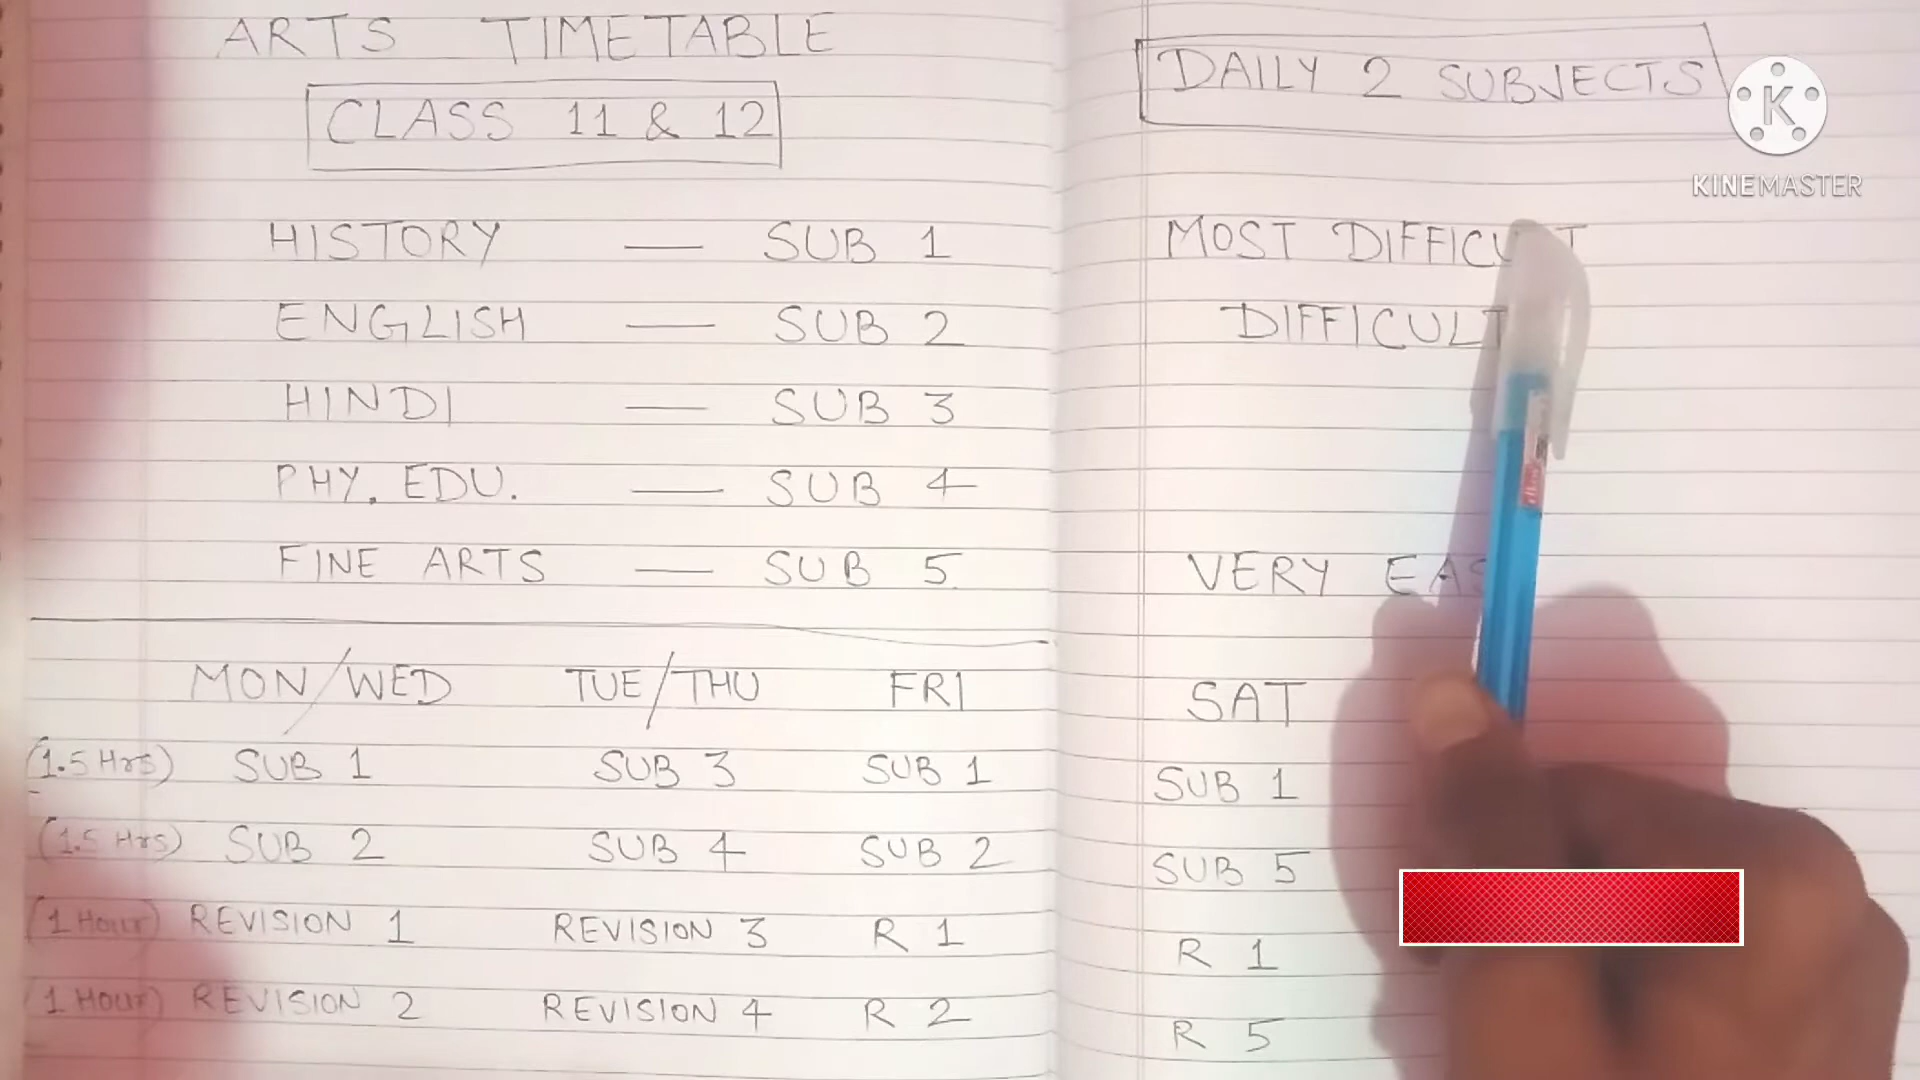 ARTS TIMETABLE
CLASS 11 & 12
HISTORY — SUB 1
ENGLISH — SUB 2
HINDI — SUB 3
PHY. EDU. — SUB 4
FINE ARTS — SUB 5
MON/WED TUE/THU FRI
(1.5 Hrs) SUB 1 SUB 3 SUB 1
(1.5 Hrs) SUB 2 SUB 4 SUB 2
(1 Hour) REVISION 1 REVISION 3 R 1
(1 Hour) REVISION 2 REVISION 4 R 2
DAILY 2 SUBJECTS
K
KINEMASTER
MOST
DIFFICULT
VERY
SAT
SUB 1
SUB 5
R 1
R 5